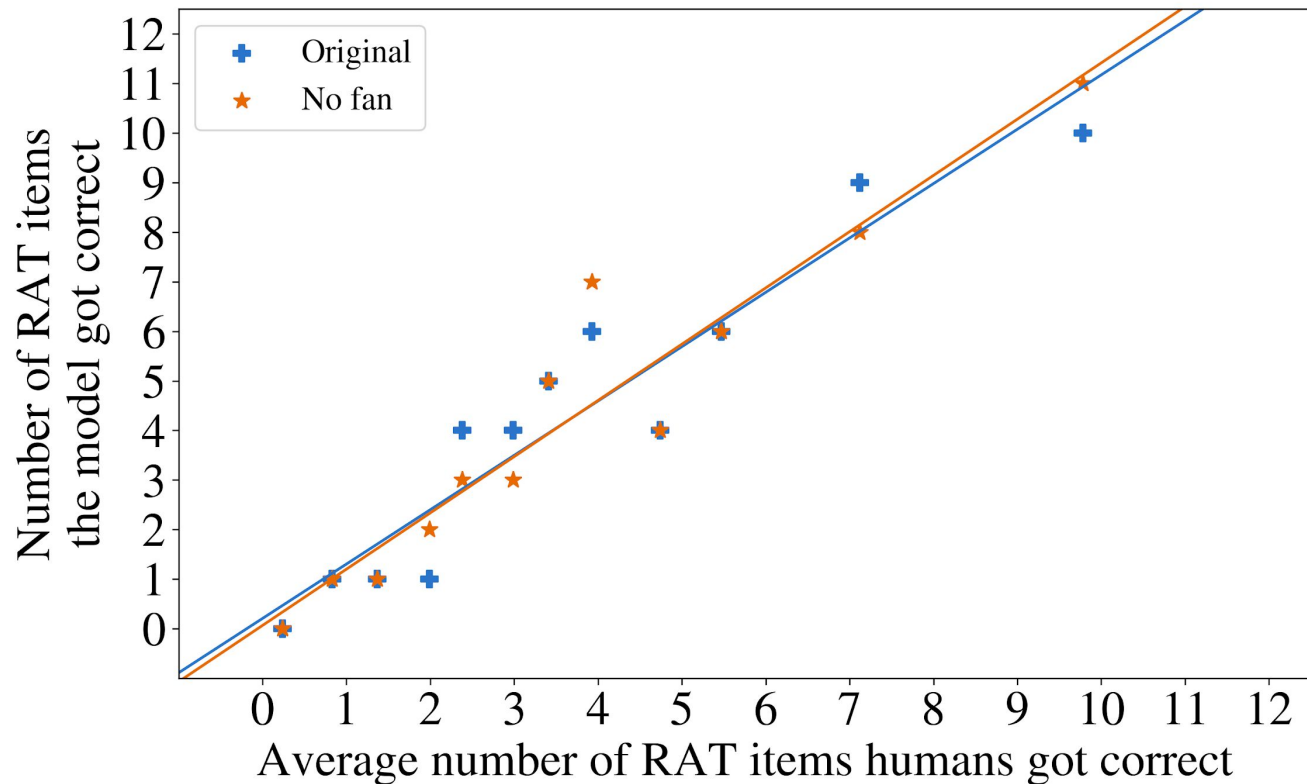 Original
No fan
Number of RAT items
the model got correct
12
11
10
9
8
7
6
5
4
3
2
1
0
0 1 2 3 4 5 6 7 8 9 10 11 12
Average number of RAT items humans got correct